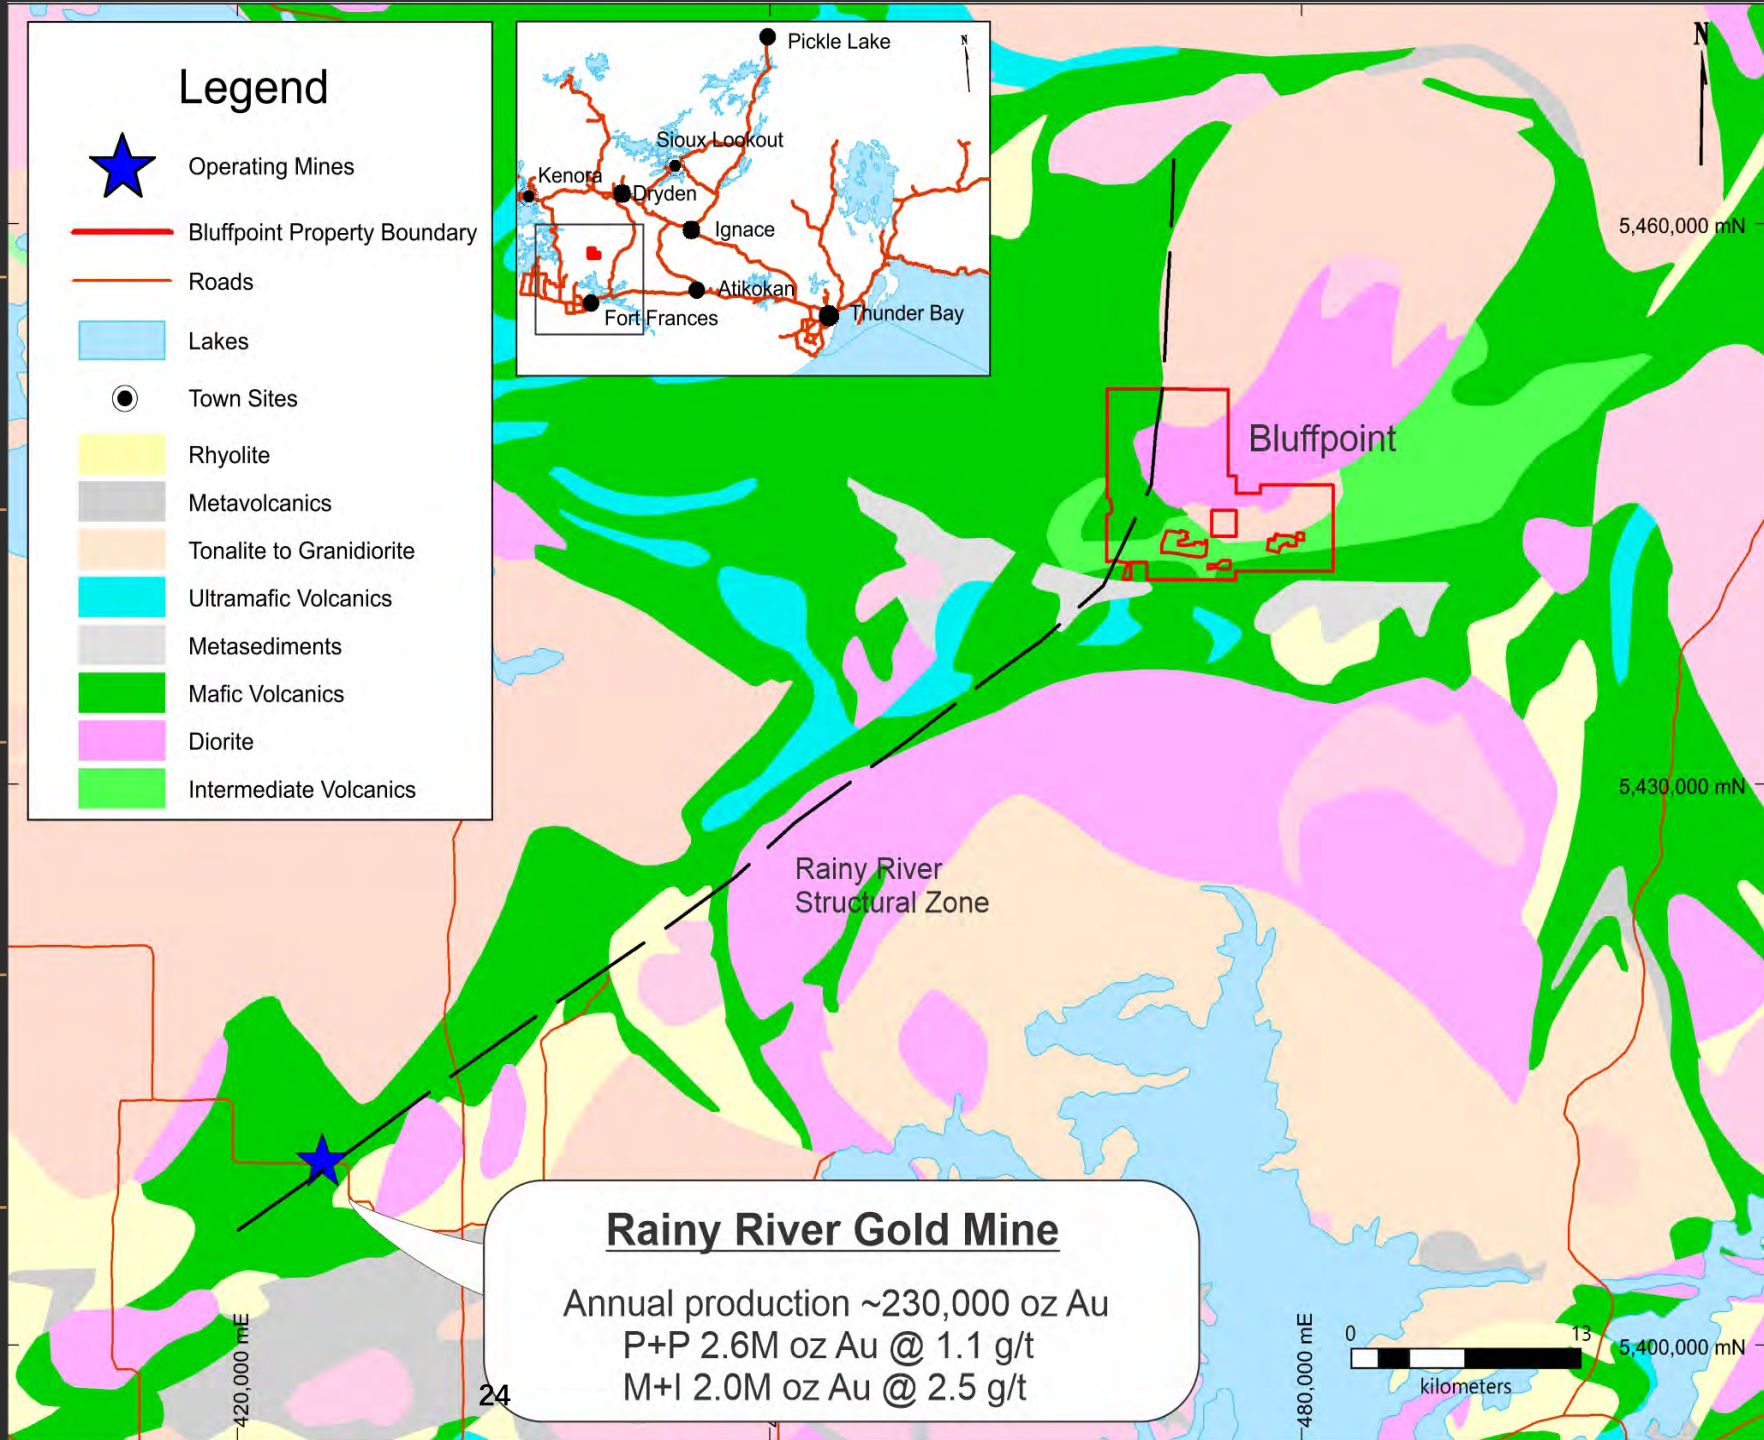 Legend
Operating Mines
Bluffpoint Property Boundary
Roads
Lakes
Town Sites
Rhyolite
Metavolcanics
Tonalite to Granidiorite
Ultramafic Volcanics
Metasediments
Mafic Volcanics
Diorite
Intermediate Volcanics
Pickle Lake
N
Sioux Lookout
Kenora
Dryden
Ignace
Atikokan
Fort Frances
Thunder Bay
N
5,460,000 mN
Bluffpoint
5,430,000 mN
Rainy River
Structural Zone
Rainy River Gold Mine
Annual production ~230,000 oz Au
P+P 2.6M oz Au @ 1.1 g/t
M+I 2.0M oz Au @ 2.5 g/t
24
420,000 mE
480,000 mE
0 13
kilometers
5,400,000 mN